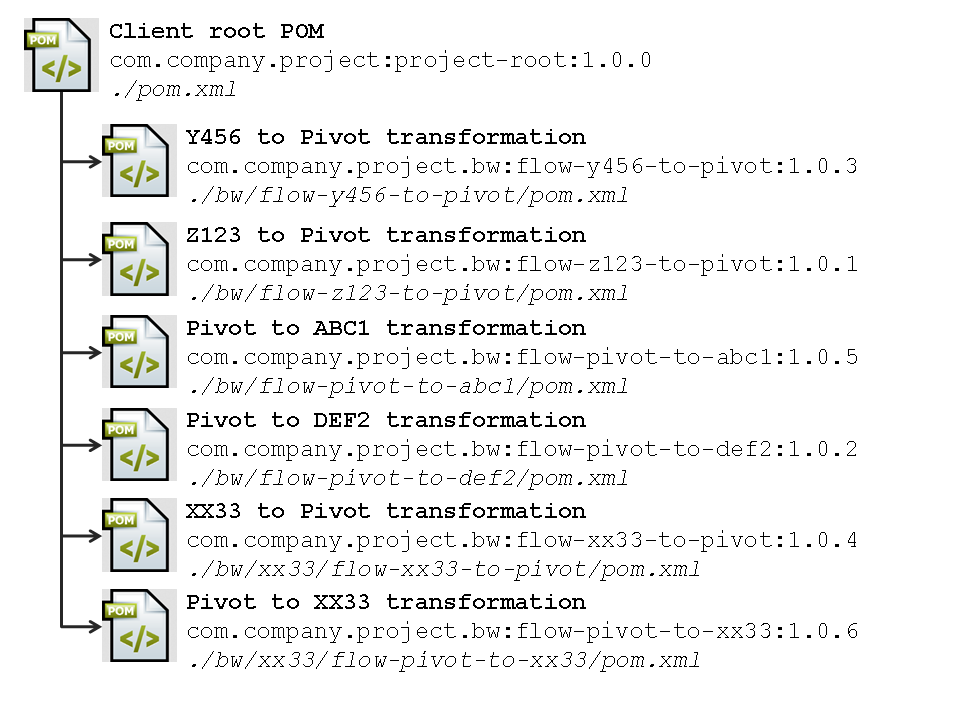 POM
</>
Client root POM
com.company.project:project-root:1.0.0
./pom.xml
POM
</>
Y456 to Pivot transformation
com.company.project.bw:flow-y456-to-pivot:1.0.3
./bw/flow-y456-to-pivot/pom.xml
POM
</>
Z123 to Pivot transformation
com.company.project.bw:flow-z123-to-pivot:1.0.1
./bw/flow-z123-to-pivot/pom.xml
POM
</>
Pivot to ABC1 transformation
com.company.project.bw:flow-pivot-to-abc1:1.0.5
./bw/flow-pivot-to-abc1/pom.xml
POM
</>
Pivot to DEF2 transformation
com.company.project.bw:flow-pivot-to-def2:1.0.2
./bw/flow-pivot-to-def2/pom.xml
POM
</>
XX33 to Pivot transformation
com.company.project.bw:flow-xx33-to-pivot:1.0.4
./bw/xx33/flow-xx33-to-pivot/pom.xml
POM
</>
Pivot to XX33 transformation
com.company.project.bw:flow-pivot-to-xx33:1.0.6
./bw/xx33/flow-pivot-to-xx33/pom.xml